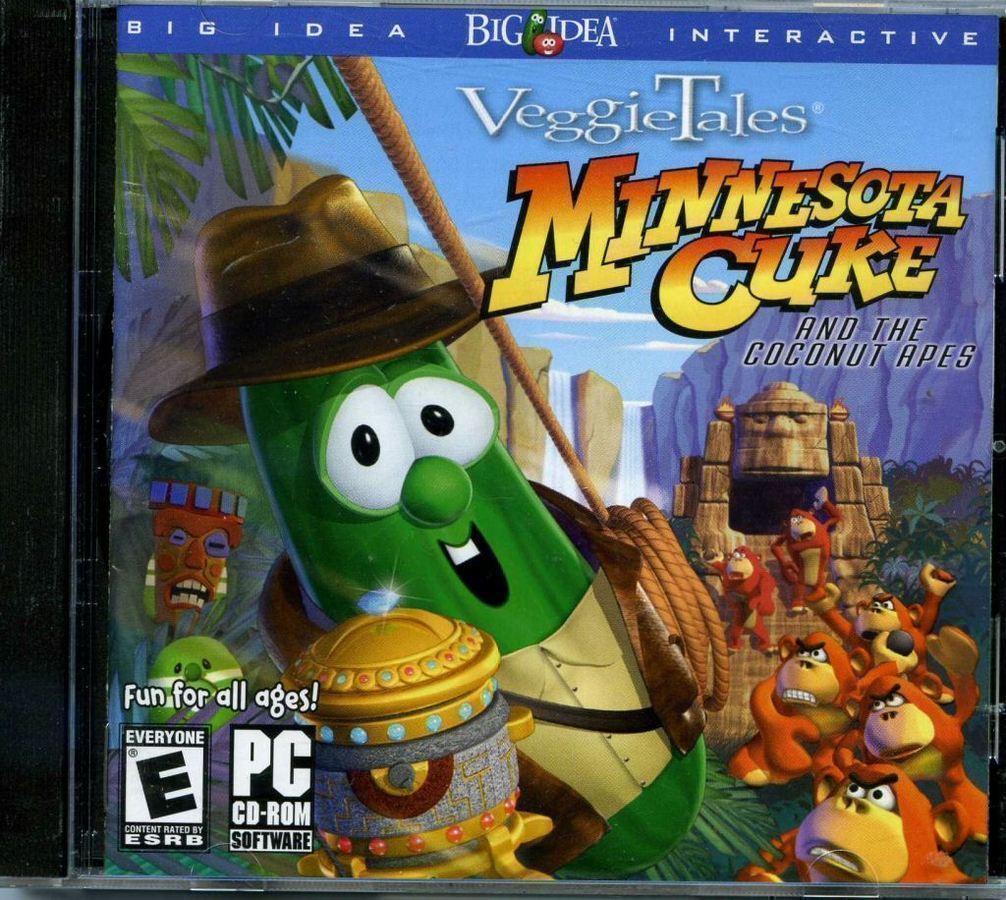 BIG IDEA
BIG IDEA
INTERACTIVE
VeggieTales®
MINNESOTA
CUKE
AND THE
COCONUT APES
Fun for all ages!
EVERYONE
E
®
CONTENT RATED BY
ESRB
PC
CD-ROM
SOFTWARE